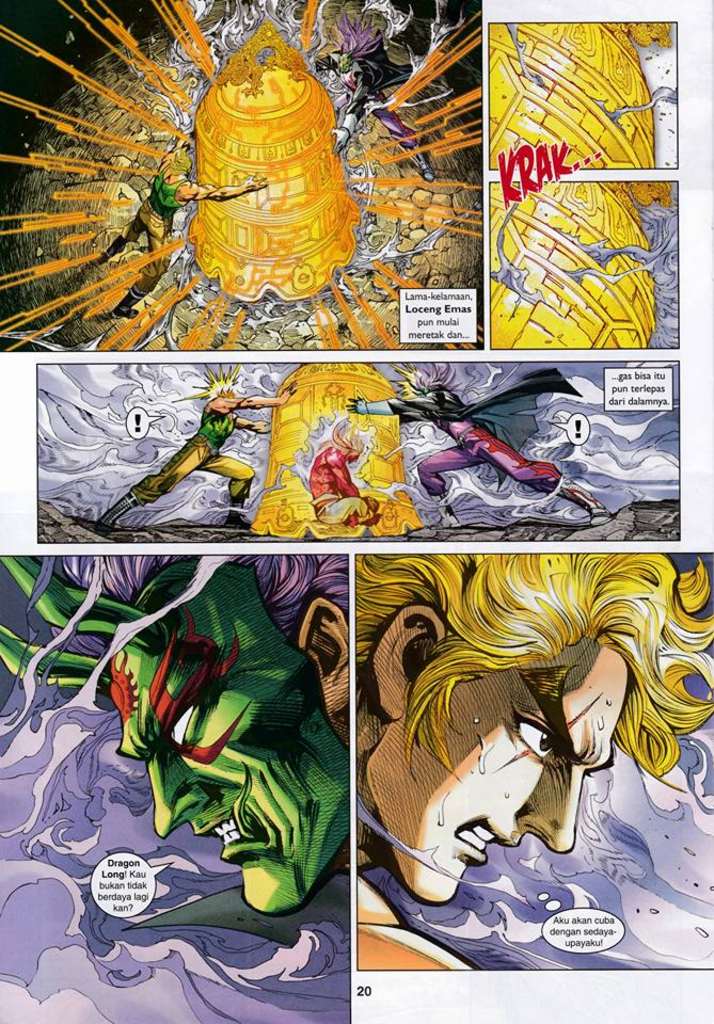 Lama-kelamaan,
Loceng Emas
pun mulai
meretak dan...
KRAK...
...gas bisa itu
pun terlepas
dari dalamnya.
!
!
Dragon
Long! Kau
bukan tidak
berdaya lagi
kan?
Aku akan cuba
dengan sedaya-
upayaku!
20